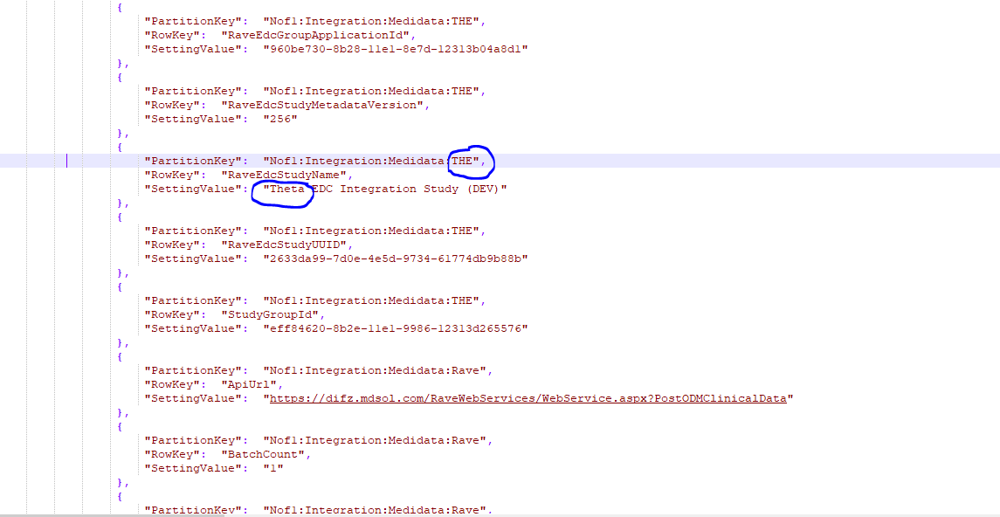 {
"PartitionKey":  "Nof1:Integration:Medidata:THE",
"RowKey":  "RaveEdcGroupApplicationId",
"SettingValue":  "960be730-8b28-11e1-8e7d-12313b04a8d1"
},
{
"PartitionKey":  "Nof1:Integration:Medidata:THE",
"RowKey":  "RaveEdcStudyMetadataVersion",
"SettingValue":  "256"
},
{
"PartitionKey":  "Nof1:Integration:Medidata:THE",
"RowKey":  "RaveEdcStudyName",
"SettingValue":  "Theta EDC Integration Study (DEV)"
},
{
"PartitionKey":  "Nof1:Integration:Medidata:THE",
"RowKey":  "RaveEdcStudyUUID",
"SettingValue":  "2633da99-7d0e-4e5d-9734-61774db9b88b"
},
{
"PartitionKey":  "Nof1:Integration:Medidata:THE",
"RowKey":  "StudyGroupId",
"SettingValue":  "eff84620-8b2e-11e1-9986-12313d265576"
},
{
"PartitionKey":  "Nof1:Integration:Medidata:Rave",
"RowKey":  "ApiUrl",
"SettingValue":  "https://difz.mdsol.com/RaveWebServices/WebService.aspx?PostODMClinicalData"
},
{
"PartitionKey":  "Nof1:Integration:Medidata:Rave",
"RowKey":  "BatchCount",
"SettingValue":  "1"
},
{
"PartitionKey":  "Nof1:Integration:Medidata:Rave",